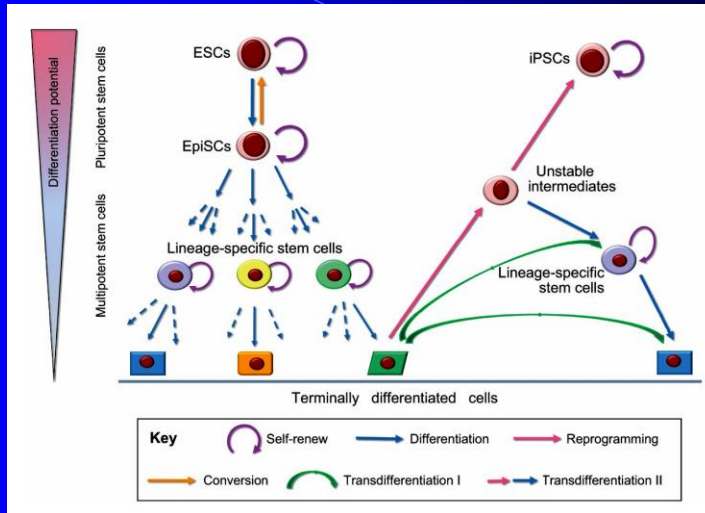 Differentiation potential
Pluripotent stem cells
Multipotent stem cells
ESCs
iPSCs
EpiSCs
Unstable
intermediates
Lineage-specific stem cells
Lineage-specific
stem cells
Terminally differentiated cells
Key
Self-renew
Differentiation
Reprogramming
Conversion
Transdifferentiation I
Transdifferentiation II